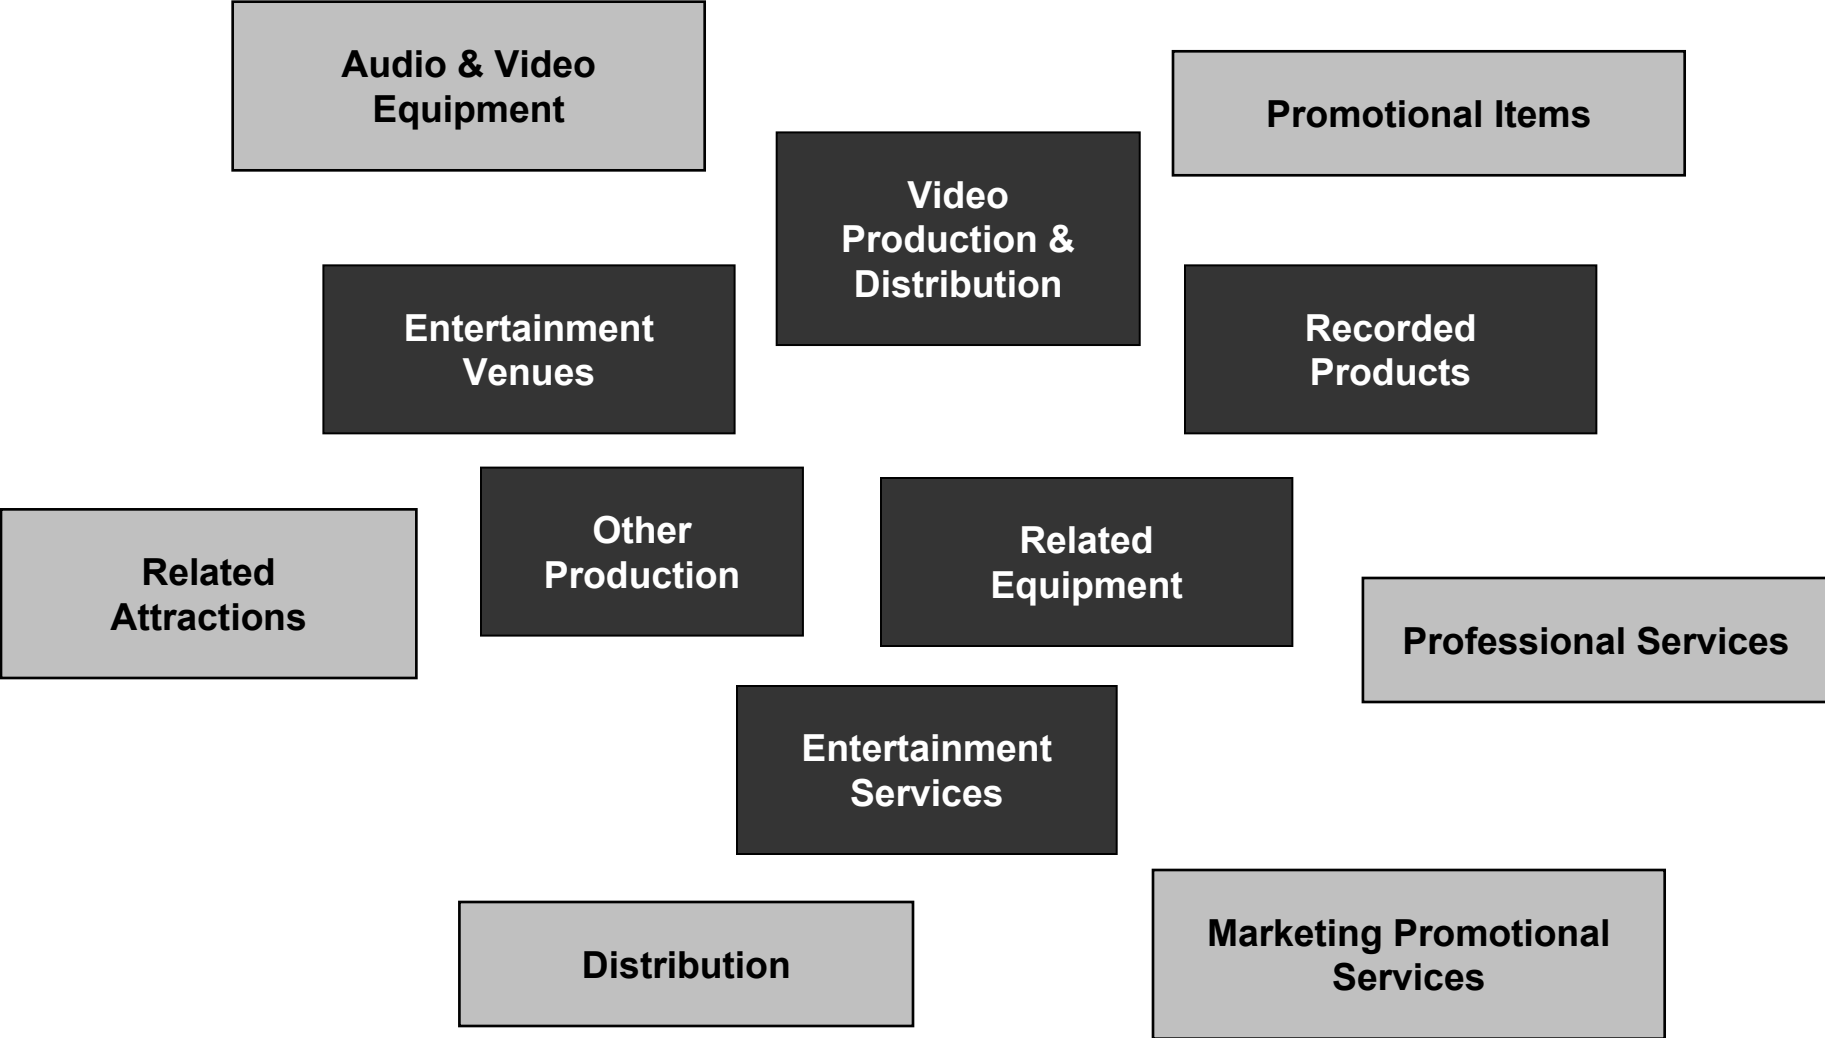 Audio & Video
Equipment
Promotional Items
Video
Production &
Distribution
Entertainment
Venues
Recorded
Products
Other
Production
Related
Equipment
Related
Attractions
Professional Services
Entertainment
Services
Distribution
Marketing Promotional
Services